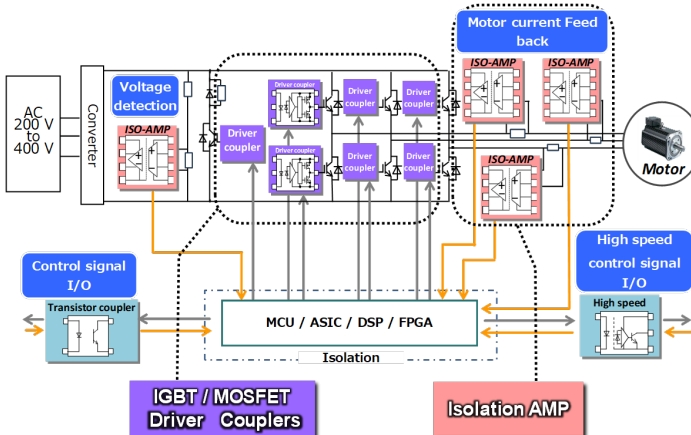 Motor current Feed
back
Voltage
detection
AC
200 V
to
400 V
Converter
ISO-AMP
ISO-AMP
ISO-AMP
ISO-AMP
Driver coupler
Driver
coupler
Driver
coupler
Driver
coupler
Driver coupler
Driver
coupler
Driver
coupler
Motor
Control signal
I/O
High speed
control signal
I/O
Transistor coupler
High speed
MCU / ASIC / DSP / FPGA
Isolation
IGBT / MOSFET
Driver Couplers
Isolation AMP